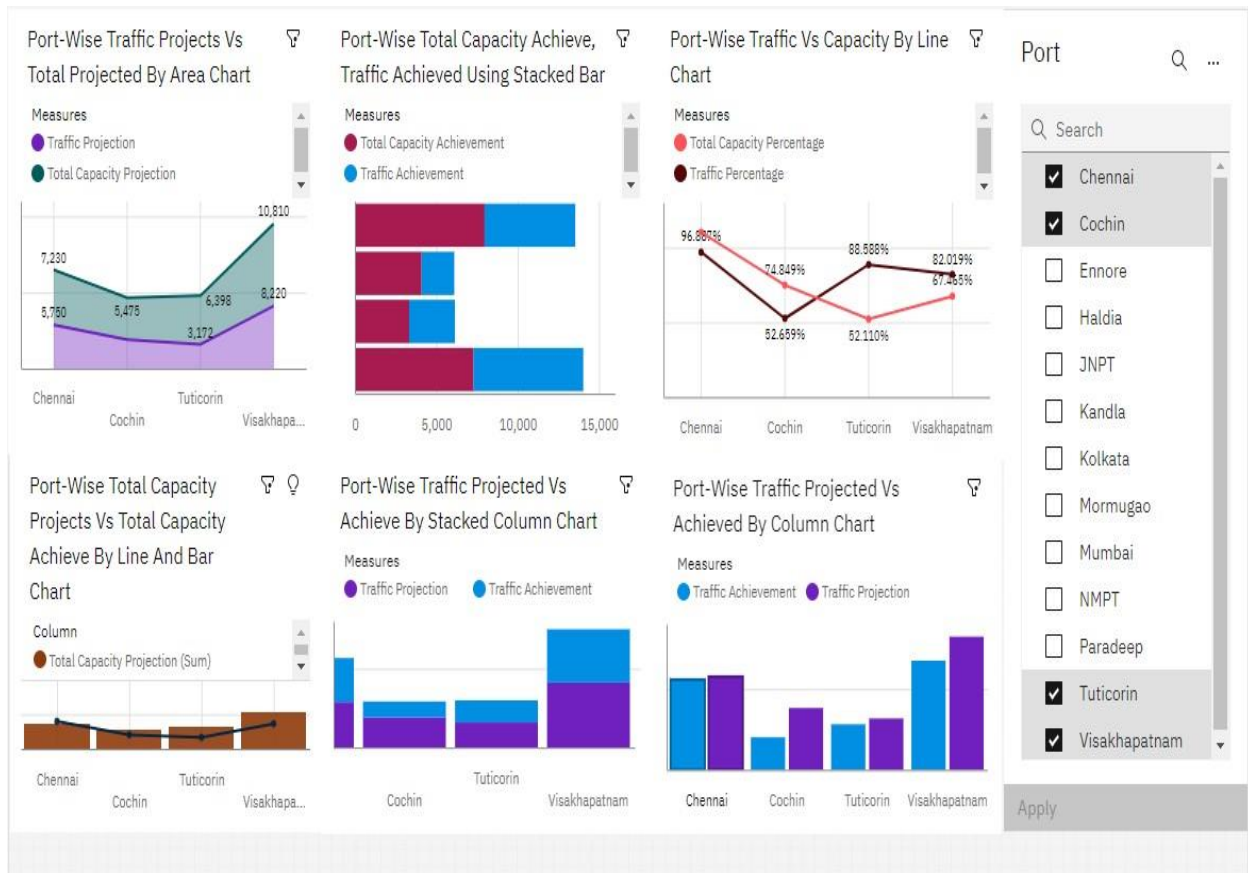 Port-Wise Traffic Projects Vs
Total Projected By Area Chart
Measures
Traffic Projection
Total Capacity Projection
10,810
7,230
8,220
5,750
5,475
6,398
3,172
Chennai
Tuticorin
Cochin
Visakhapa...
Port-Wise Total Capacity Achieve,
Traffic Achieved Using Stacked Bar
Measures
Total Capacity Achievement
Traffic Achievement
0 5,000 10,000 15,000
Port-Wise Traffic Vs Capacity By Line
Chart
Measures
Total Capacity Percentage
Traffic Percentage
96.887%
88.588%
74.849%
82.019%
67.465%
52.659%
52.110%
Chennai Cochin Tuticorin Visakhapatnam
Port-Wise Total Capacity
Projects Vs Total Capacity
Achieve By Line And Bar
Chart
Column
Total Capacity Projection (Sum)
Chennai
Tuticorin
Cochin
Visakhapa...
Port-Wise Traffic Projected Vs
Achieve By Stacked Column Chart
Measures
Traffic Projection Traffic Achievement
Tuticorin
Cochin
Visakhapatnam
Port-Wise Traffic Projected Vs
Achieved By Column Chart
Measures
Traffic Achievement Traffic Projection
Chennai Cochin Tuticorin Visakhapatnam
Port
...
Search
Chennai
Cochin
Ennore
Haldia
JNPT
Kandla
Kolkata
Mormugao
Mumbai
NMPT
Paradeep
Tuticorin
Visakhapatnam
Apply